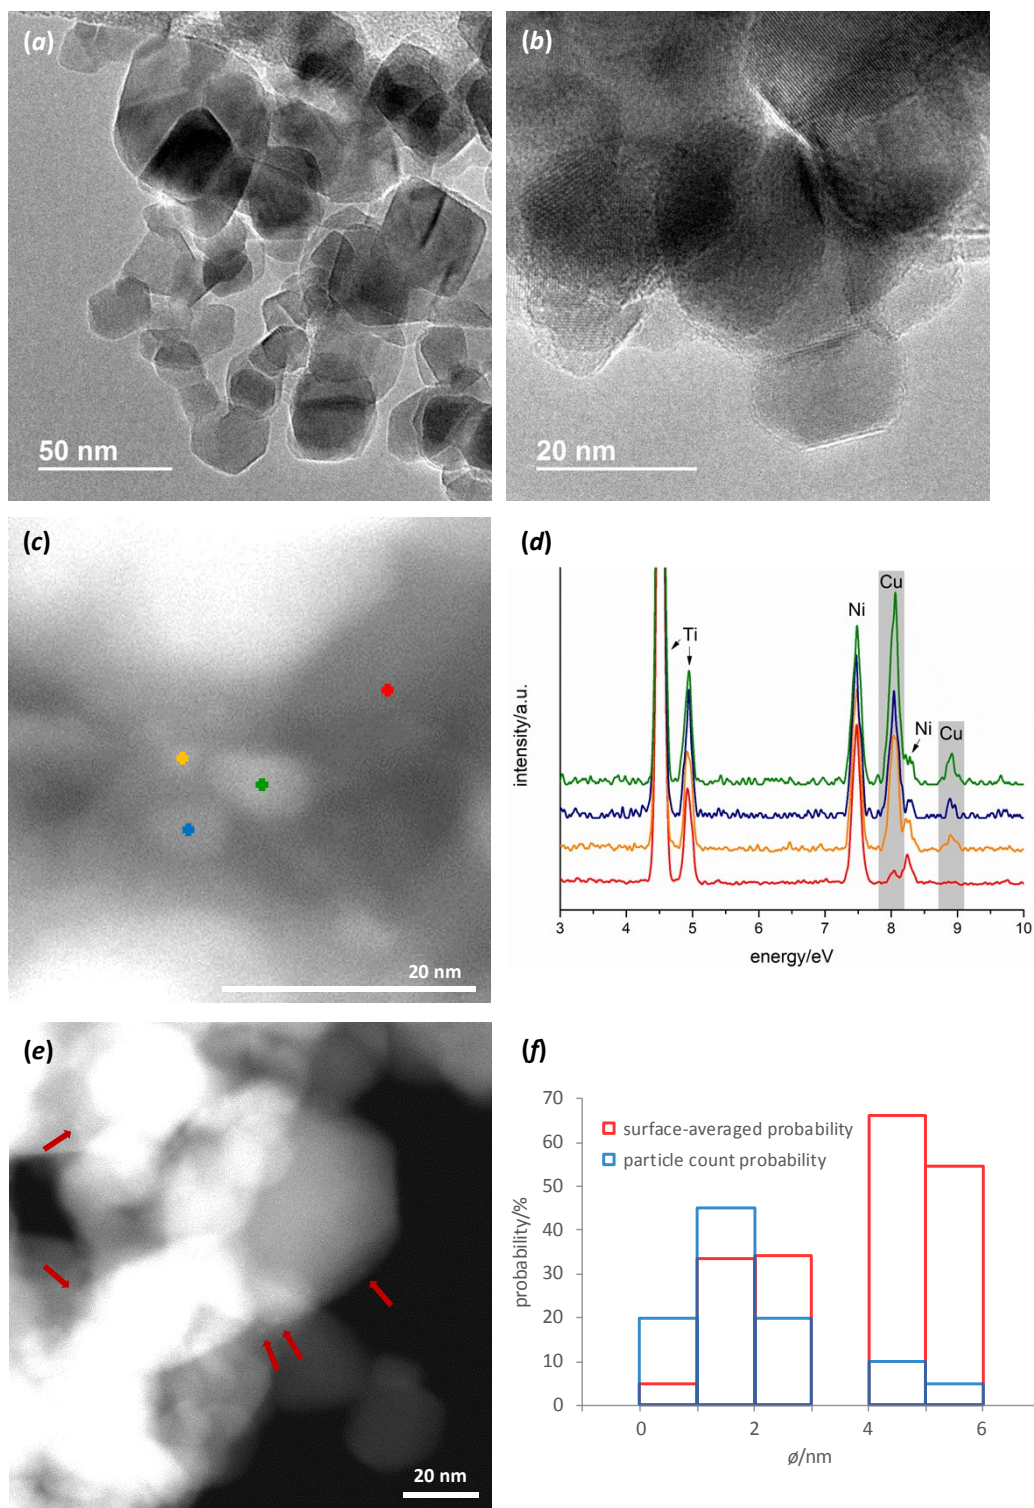 (a)
50 nm
(b)
20 nm
(c)
20 nm
(d)
Cu
Ni
Ti
Ni
Cu
intensity/a.u.
3 4 5 6 7 8 9 10
energy/eV
(e)
20 nm
(f)
70
60
50
40
30
20
10
0
surface-averaged probability
particle count probability
probability/%
0 2 4 6
ø/nm